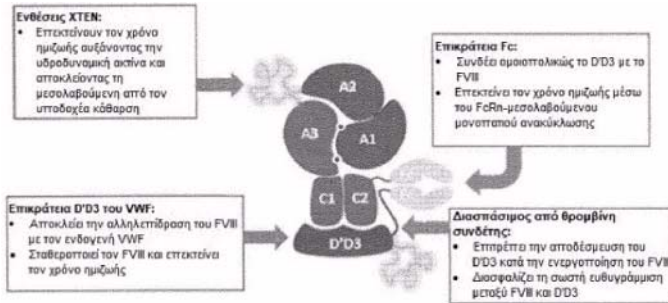 Ενθέσεις XTEN:
• Επεκτείνουν τον χρόνο
ημιζωής αυξάνοντας την
υδροδυναμική ακτίνα και
αποκλείοντας τη
μεσολαβούμενη από τον
υποδοχέα κάθαρση
Επικράτεια Fc:
• Συνδέει ομοιοπολικώς το D'D3 με το
FVIII
• Επεκτείνει τον χρόνο ημιζωής μέσω
του FcRn-μεσολαβούμενου
μονοπατιού ανακύκλωσης
A2
A3
A1
C1
C2
D'D3
Επικράτεια D'D3 του VWF:
• Αποκλείει την αλληλεπίδραση του FVIII
με τον ενδογενή VWF
• Σταθεροποιεί τον FVIII και επεκτείνει
τον χρόνο ημιζωής
Διασπάσιμος από θρομβίνη
συνδέτης:
• Επιτρέπει την αποδέσμευση του
D'D3 κατά την ενεργοποίηση του FVIII
• Διασφαλίζει τη σωστή ευθυγράμμιση
μεταξύ FVIII και D'D3